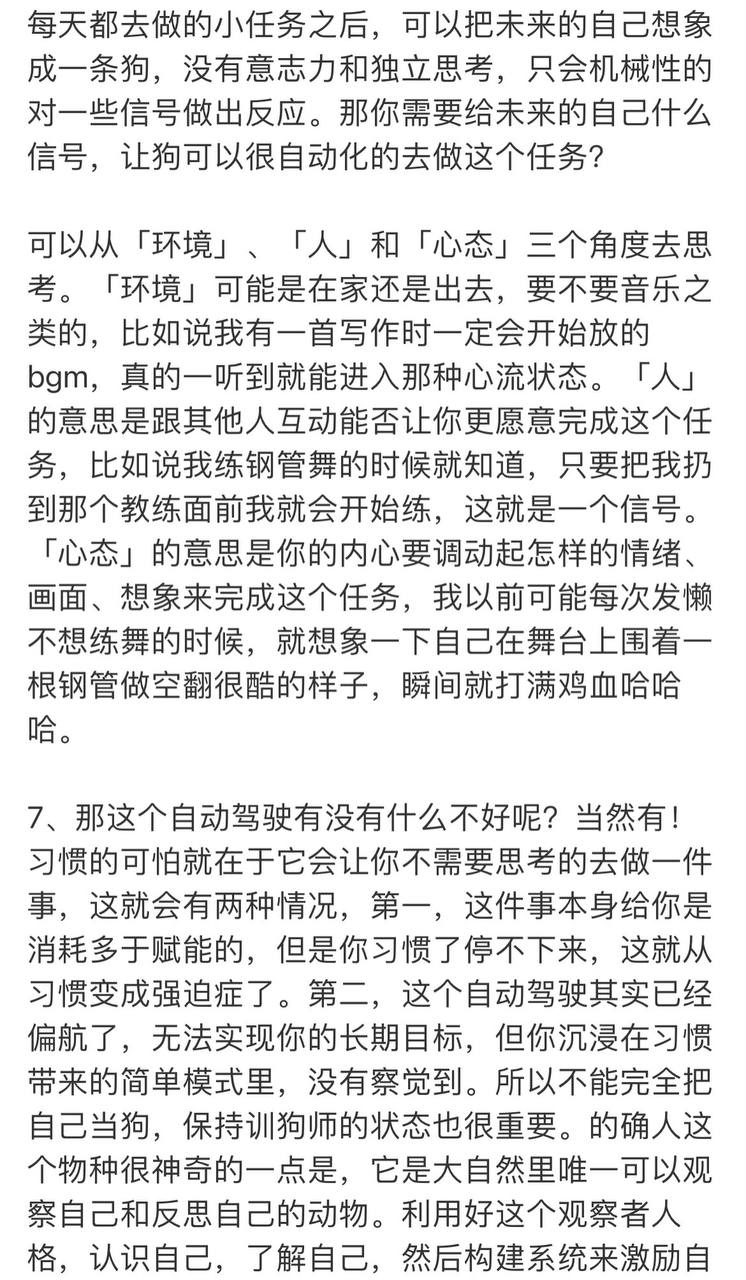 每天都去做的小任务之后，可以把未来的自己想象
成一条狗，没有意志力和独立思考，只会机械性的
对一些信号做出反应。那你需要给未来的自己什么
信号，让狗可以很自动化的去做这个任务？
可以从「环境」、「人」和「心态」三个角度去思
考。「环境」可能是在家还是出去，要不要音乐之
类的，比如说我有一首写作时一定会开始放的
bgm，真的一听到就能进入那种心流状态。「人」
的意思是跟其他人互动能否让你更愿意完成这个任
务，比如说我练钢管舞的时候就知道，只要把我扔
到那个教练面前我就会开始练，这就是一个信号。
「心态」的意思是你的内心要调动起怎样的情绪、
画面、想象来完成这个任务，我以前可能每次发懒
不想练舞的时候，就想象一下自己在舞台上围着一
根钢管做空翻很酷的样子，瞬间就打满鸡血哈哈
哈。
7、那这个自动驾驶有没有什么不好呢？当然有！
习惯的可怕就在于它会让你不需要思考的去做一件
事，这就会有两种情况，第一，这件事本身给你是
消耗多于赋能的，但是你习惯了停不下来，这就从
习惯变成强迫症了。第二，这个自动驾驶其实已经
偏航了，无法实现你的长期目标，但你沉浸在习惯
带来的简单模式里，没有察觉到。所以不能完全把
自己当狗，保持训狗师的状态也很重要。的确人这
个物种很神奇的一点是，它是大自然里唯一可以观
察自己和反思自己的动物。利用好这个观察者人
格，认识自己，了解自己，然后构建系统来激励自